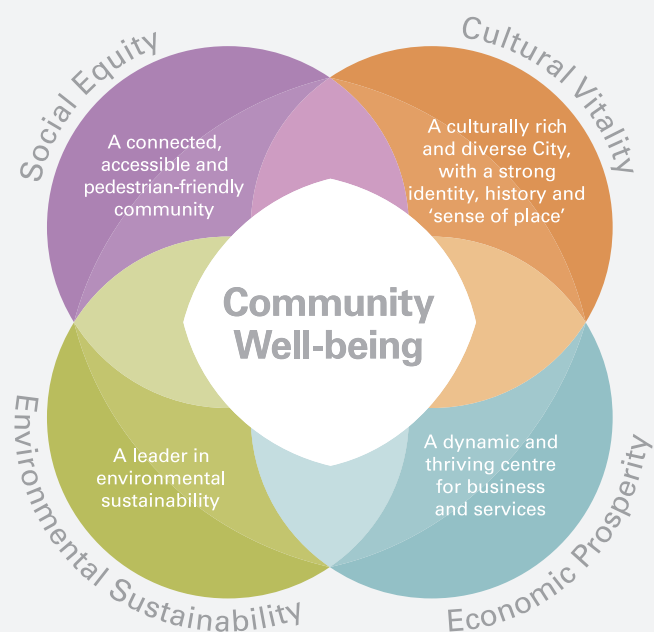 Social Equity
Cultural Vitality
A connected,
accessible and
pedestrian-friendly
community
A culturally rich
and diverse City,
with a strong
identity, history and
‘sense of place’
Community
Well-being
A leader in
environmental
sustainability
A dynamic and
thriving centre
for business
and services
Environmental Sustainability
Economic Prosperity